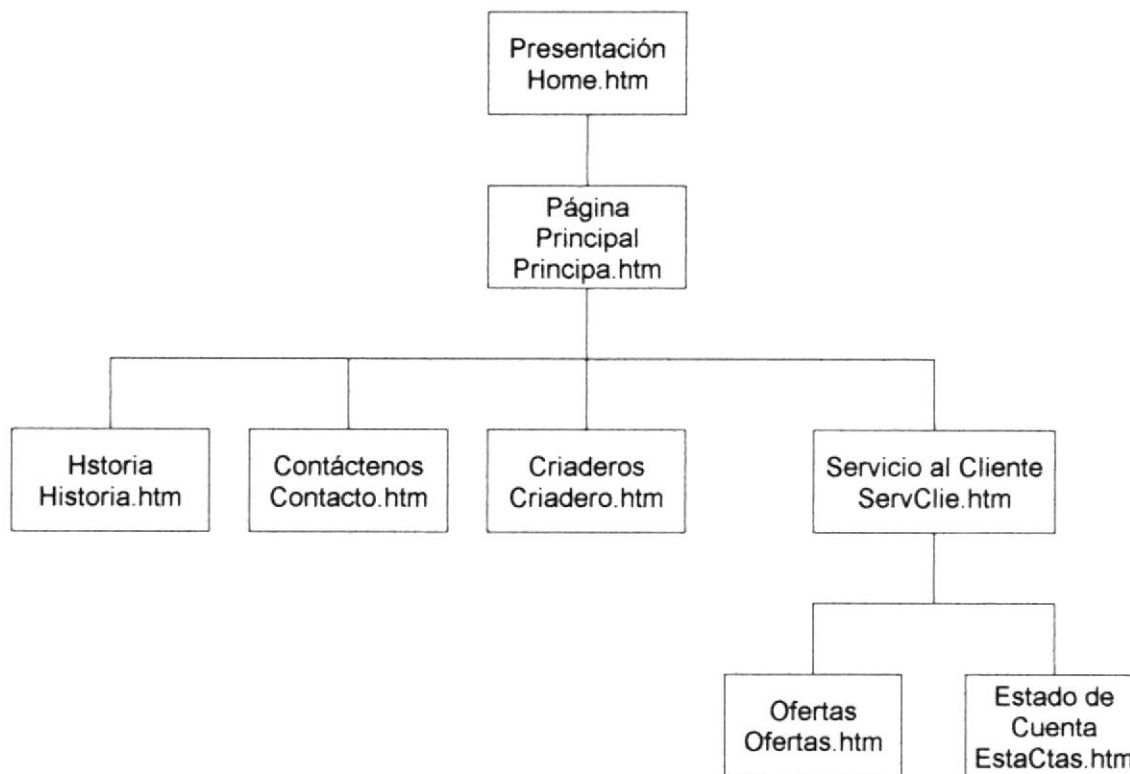 Presentación
Home.htm
Página
Principal
Principa.htm
Hstoria
Historia.htm
Contáctenos
Contacto.htm
Criaderos
Criadero.htm
Servicio al Cliente
ServClie.htm
Ofertas
Ofertas.htm
Estado de
Cuenta
EstaCtas.htm